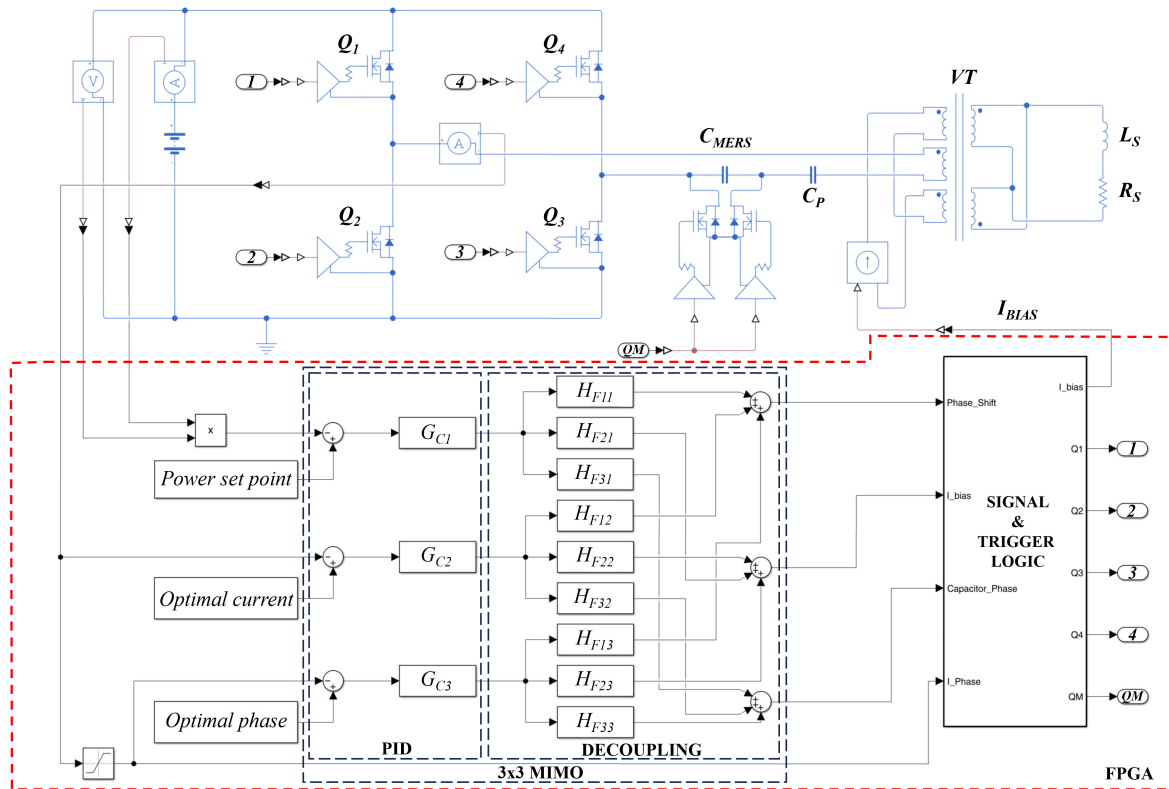 Q1
Q4
VT
V
A
1
4
A
CMERS
LS
CP
RS
Q2
Q3
2
3
IBIAS
QM
HF11
I_bias
Phase_Shift
x
GC1
HF21
Q1
1
Power set point
HF31
I_bias
SIGNAL
&
TRIGGER
LOGIC
HF12
Q2
2
GC2
HF22
Q3
3
Optimal current
HF32
Capacitor_Phase
HF13
Q4
4
GC3
HF23
I_Phase
QM
QM
Optimal phase
HF33
PID
DECOUPLING
3x3 MIMO
FPGA